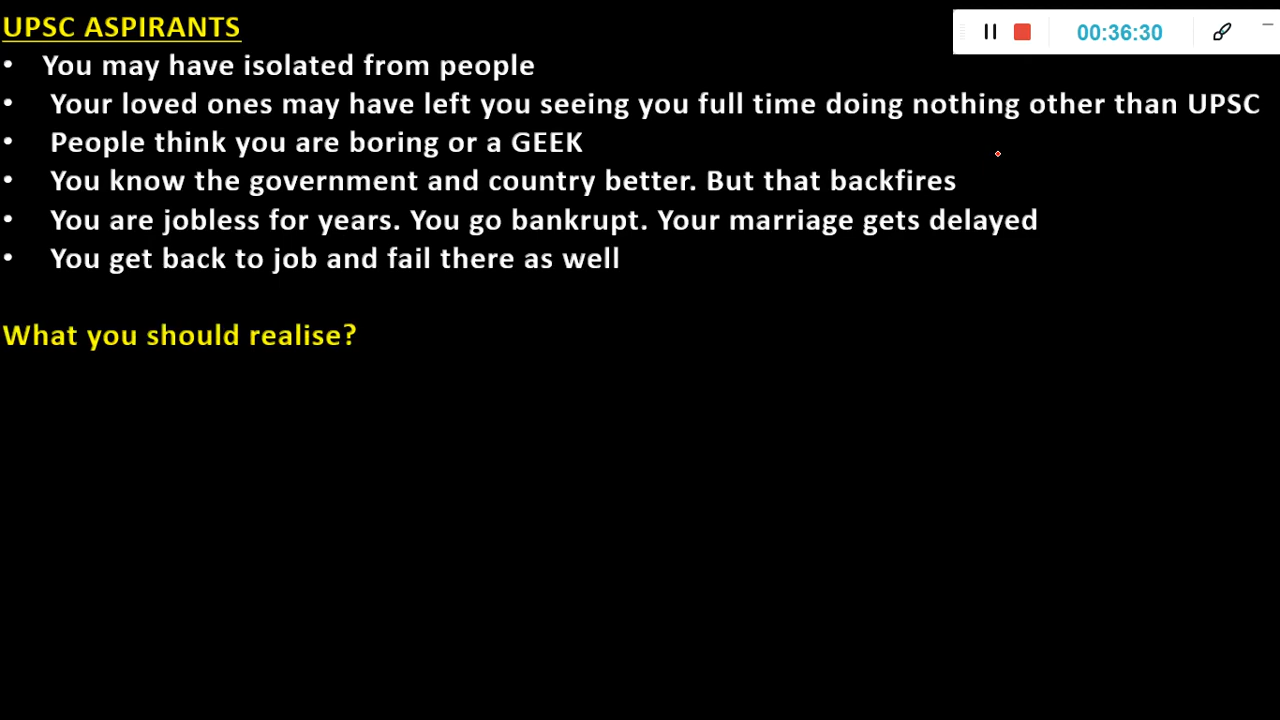 UPSC ASPIRANTS
00:36:30
• You may have isolated from people
• Your loved ones may have left you seeing you full time doing nothing other than UPSC
• People think you are boring or a GEEK
• You know the government and country better. But that backfires
• You are jobless for years. You go bankrupt. Your marriage gets delayed
• You get back to job and fail there as well
What you should realise?